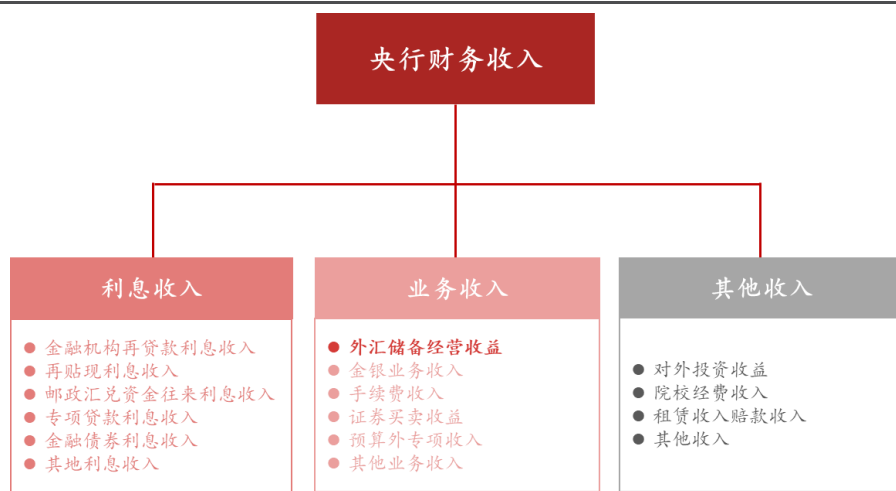 央行财务收入
利息收入
金融机构再贷款利息收入
再贴现利息收入
邮政汇兑资金往来利息收入
专项贷款利息收入
金融债券利息收入
其地利息收入
业务收入
外汇储备经营收益
金银业务收入
手续费收入
证券买卖收益
预算外专项收入
其他业务收入
其他收入
对外投资收益
院校经费收入
租赁收入赔款收入
其他收入